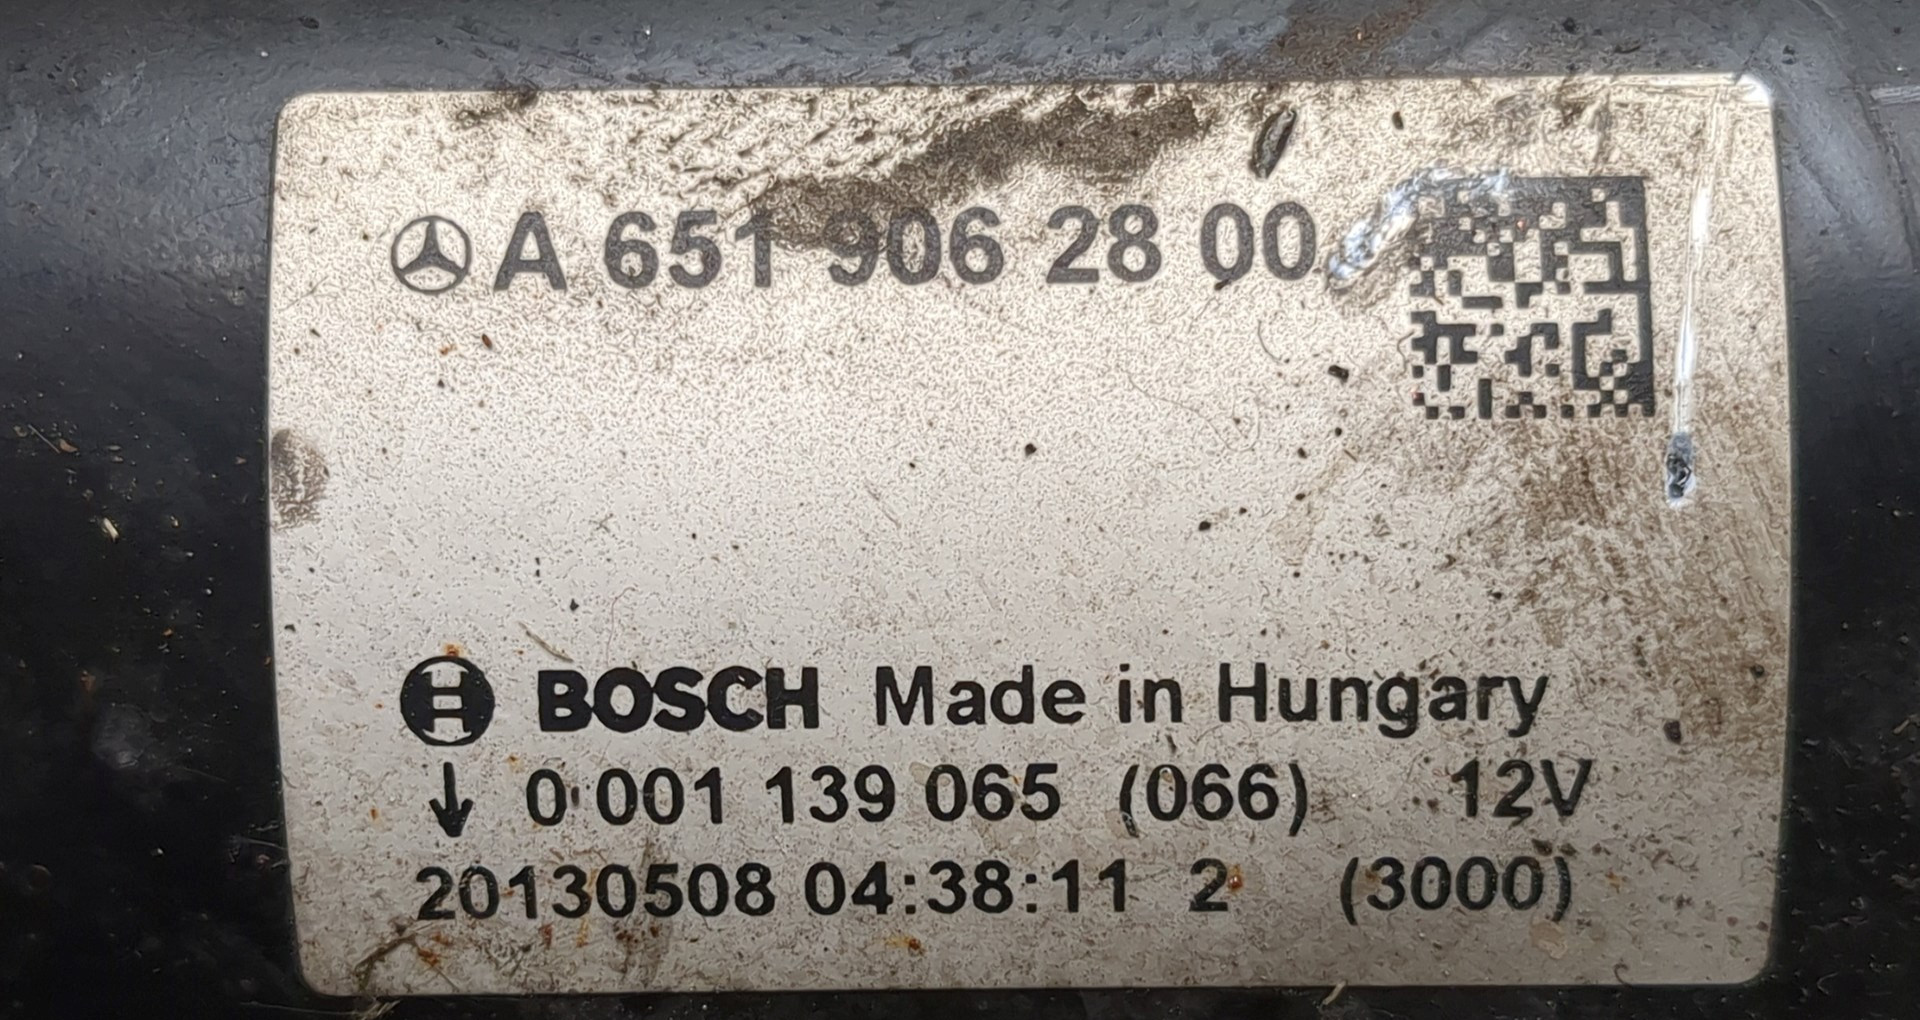 A 651 906 28 00
BOSCH Made in Hungary
↓ 0 001 139 065 (066) 12V
20130508 04:38:11 2 (3000)